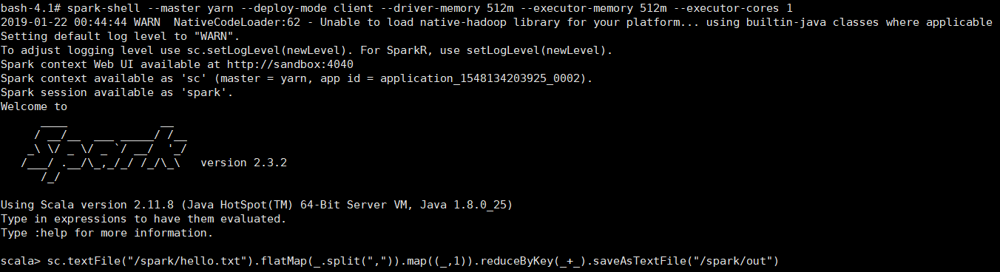 bash-4.1# spark-shell --master yarn --deploy-mode client --driver-memory 512m --executor-memory 512m --executor-cores 1
2019-01-22 00:44:44 WARN  NativeCodeLoader:62 - Unable to load native-hadoop library for your platform... using builtin-java classes where applicable
Setting default log level to "WARN".
To adjust logging level use sc.setLogLevel(newLevel). For SparkR, use setLogLevel(newLevel).
Spark context Web UI available at http://sandbox:4040
Spark context available as 'sc' (master = yarn, app id = application_1548134203925_0002).
Spark session available as 'spark'.
Welcome to
      ____              __
     / __/__  ___ _____/ /__
    _\ \/ _ \/ _ `/ __/  '_/
   /___/ .__/\_,_/_/ /_/\_\   version 2.3.2
      /_/
Using Scala version 2.11.8 (Java HotSpot(TM) 64-Bit Server VM, Java 1.8.0_25)
Type in expressions to have them evaluated.
Type :help for more information.
scala> sc.textFile("/spark/hello.txt").flatMap(_.split(",")).map((_,1)).reduceByKey(_+_).saveAsTextFile("/spark/out")